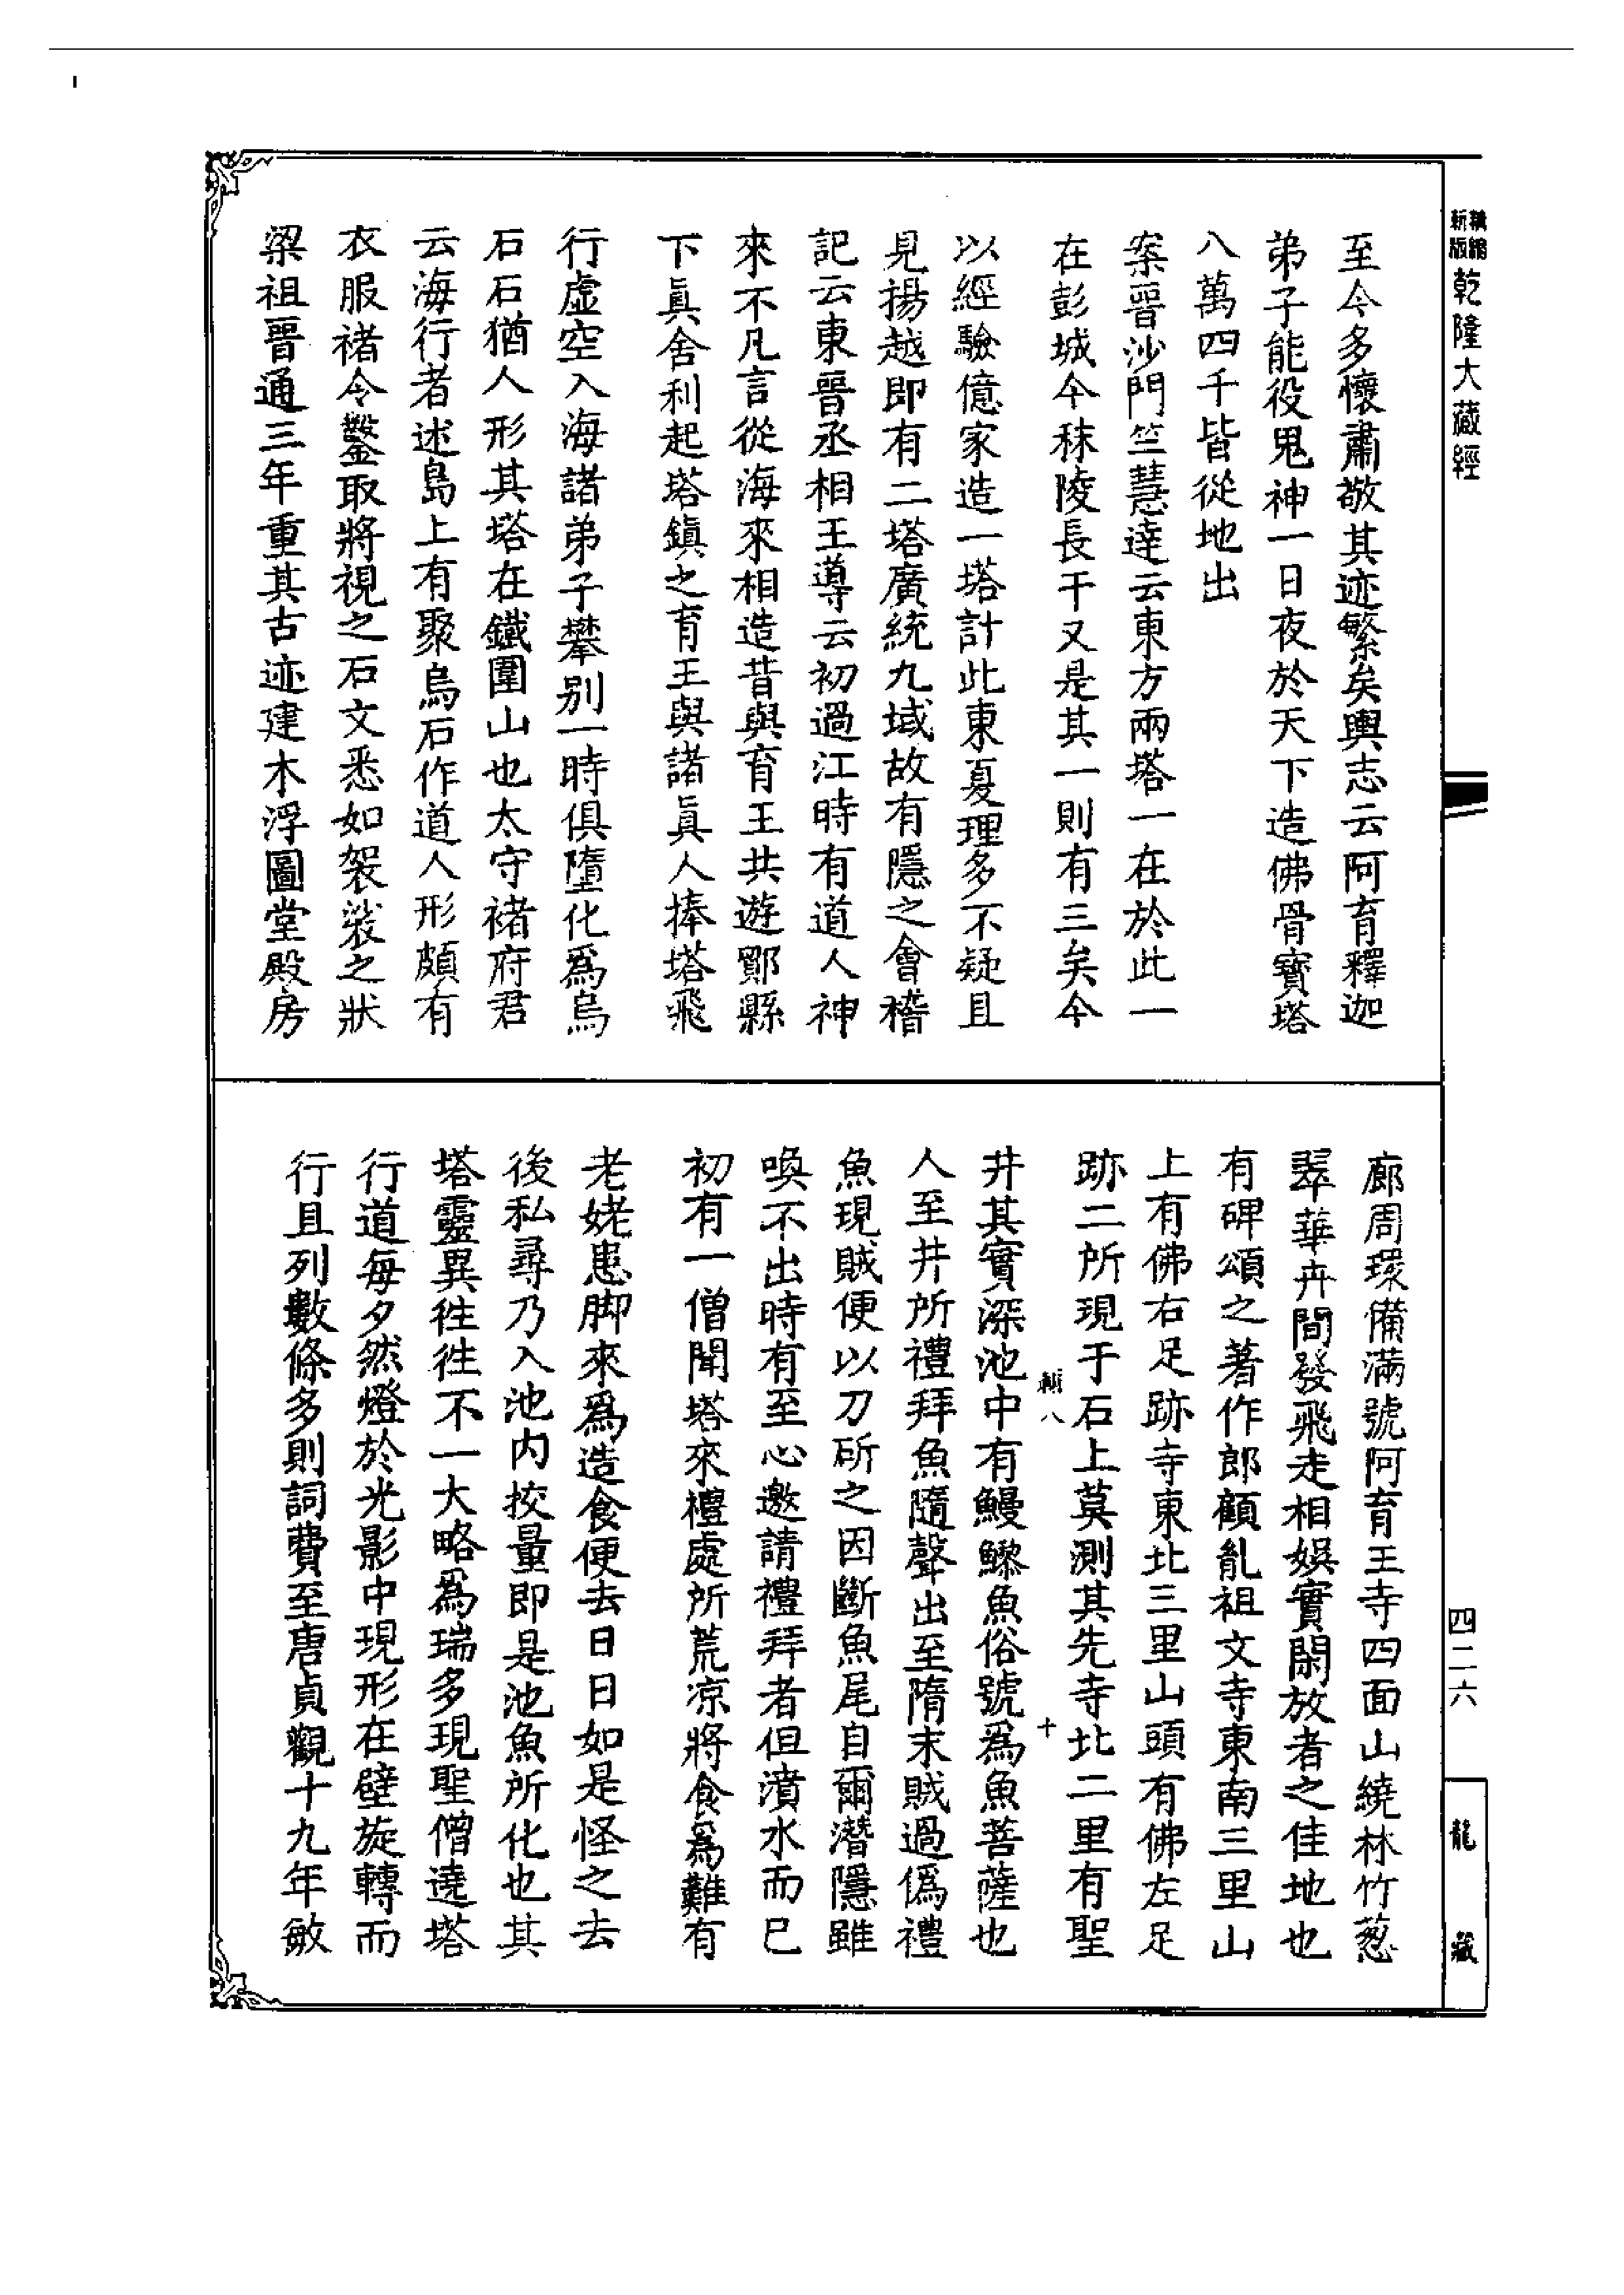 新版精縮乾隆大藏經
至今多懷肅敬其迹繁矣輿志云阿育釋迦
弟子能役鬼神一日夜於天下造佛骨寶塔
八萬四千皆從地出
案晉沙門竺慧達云東方兩塔一在於此一
在彭城今秣陵長干又是其一則有三矣今
以經驗億家造一塔計此東夏理多不疑且
見揚越即有二塔廣統九域故有隱之會稽
記云東晉丞相王導云初過江時有道人神
來不凡言從海來相造昔與育王共遊鄮縣
下眞舍利起塔鎮之育王與諸眞人捧塔飛
行虛空入海諸弟子攀別一時俱墮化爲烏
石石猶人形其塔在鐵圍山也太守褚府君
云海行者述島上有聚烏石作道人形頗有
衣服褚令鑿取將視之石文悉如袈裟之狀
梁祖晉通三年重其古迹建木浮圖堂殿房
廊周環備滿號阿育王寺四面山繞林竹葱
翠華卉間發飛走相娛實閑放者之佳地也
有碑頌之著作郎顧胤祖文寺東南三里山
上有佛右足跡寺東北三里山頭有佛左足
跡二所現于石上莫測其先寺北二里有聖
八 十
井其實深池中有鰻鱺魚俗號爲魚菩薩也
人至井所禮拜魚隨聲出至隋末賊過僞禮
魚現賊便以刀斫之因斷魚尾自爾潛隱雖
喚不出時有至心邀請禮拜者但濆水而已
初有一僧聞塔來禮處所荒凉將食爲難有
老姥患脚來爲造食便去日日如是怪之去
後私尋乃入池內挍量即是池魚所化也其
塔靈異徃徃不一大略爲瑞多現聖僧遶塔
行道每夕然燈於光影中現形在壁旋轉而
行且列數條多則詞費至唐貞觀十九年敏
四二六
龍藏